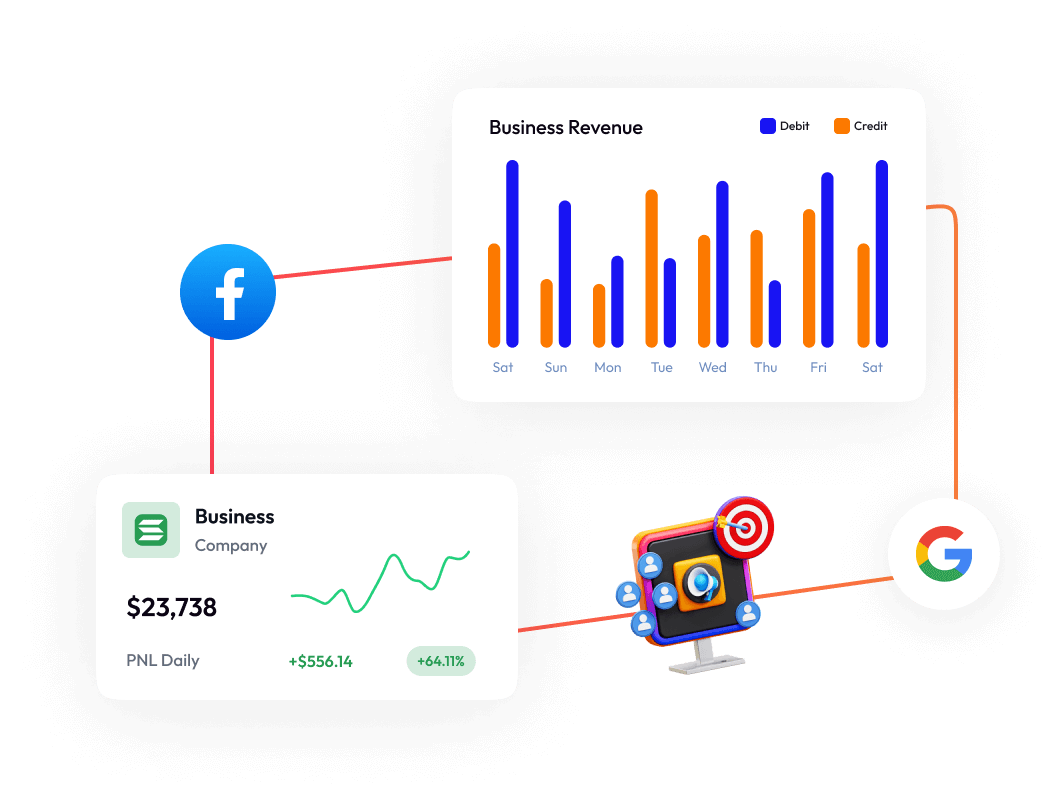 Business Revenue
Debit
Credit
Sat Sun Mon Tue Wed Thu Fri Sat
Business
Company
$23,738
PNL Daily +$556.14 +64.11%